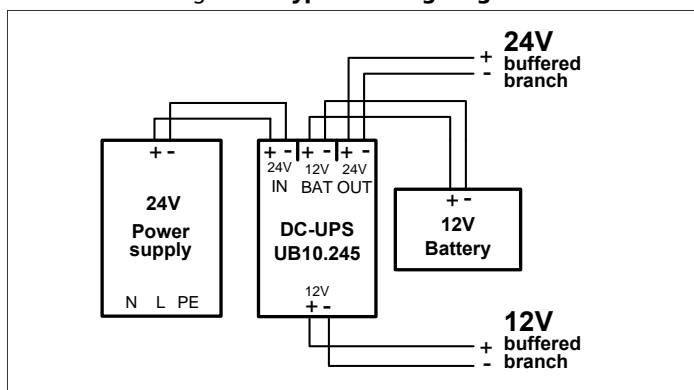 24V
+ buffered
- branch
+ -
24V
Power
supply
N L PE
+ - + - + -
24V 12V 24V
IN BAT OUT
DC-UPS
UB10.245
12V
+ -
+ -
12V
Battery
12V
+ buffered
- branch